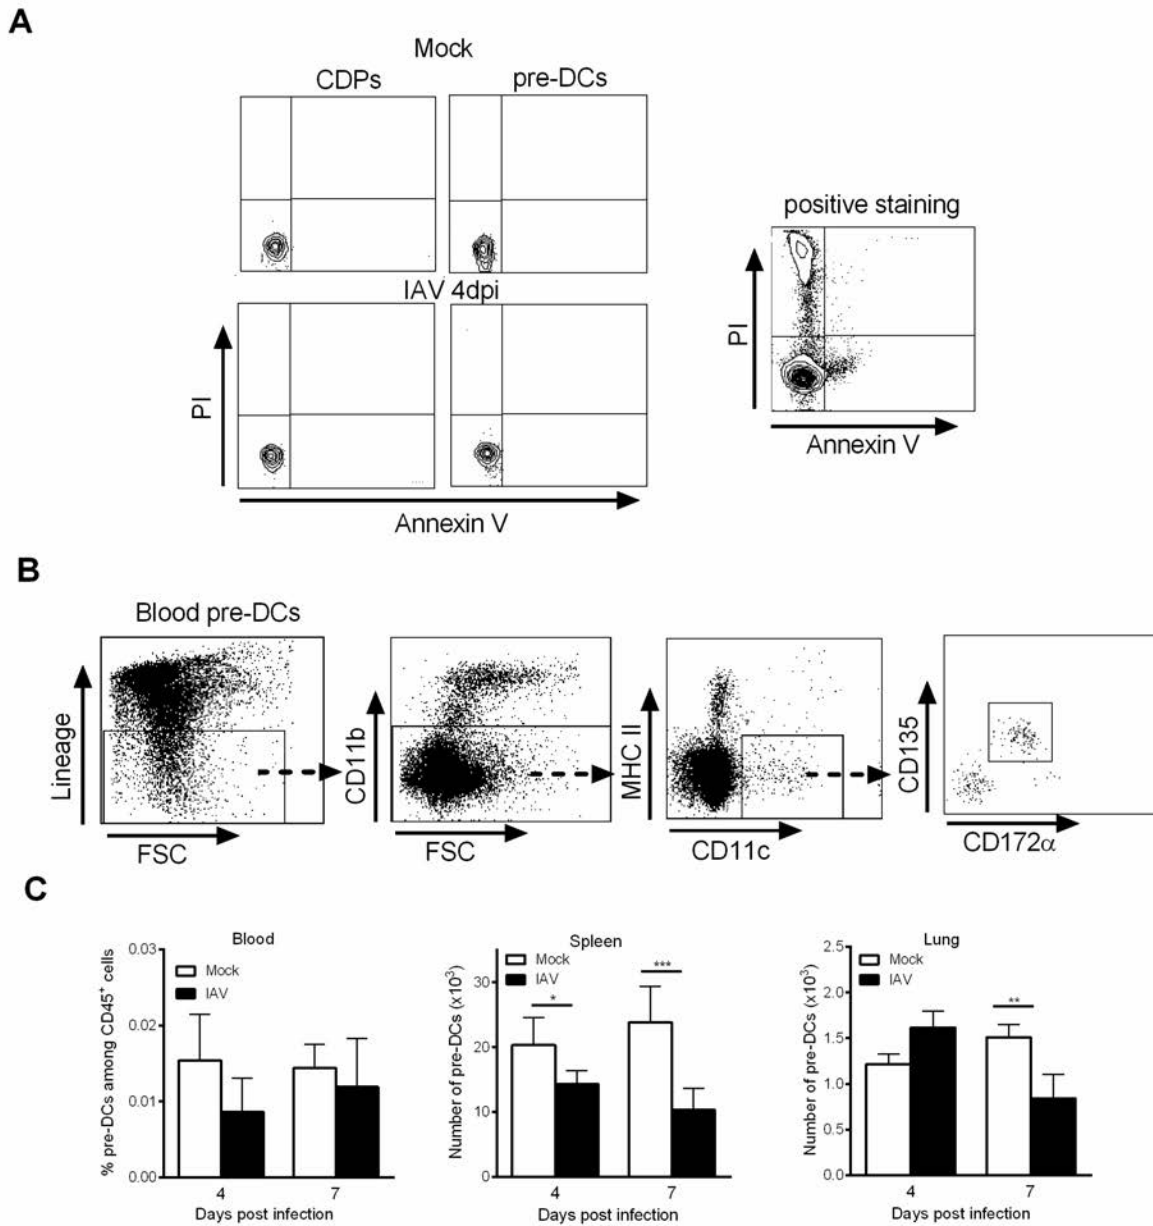 A
Mock
CDPs
pre-DCs
IAV 4dpi
PI
Annexin V
positive staining
PI
Annexin V
B
Blood pre-DCs
Lineage
FSC
CD11b
FSC
MHC II
CD11c
CD135
CD172α
C
Blood
% pre-DCs among CD45⁺ cells
0.03
0.02
0.01
0.00
Mock
IAV
4
7
Days post infection
Spleen
Number of pre-DCs (x10³)
30
20
10
0
Mock
IAV
*
***
4
7
Days post infection
Lung
Number of pre-DCs (x10³)
2.5
2.0
1.5
1.0
0.5
0.0
Mock
IAV
**
4
7
Days post infection